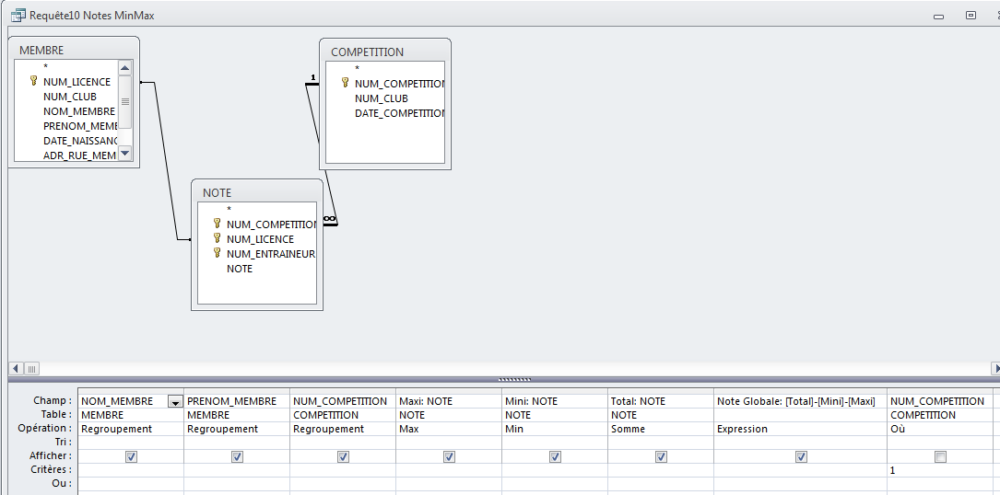 Requête10 Notes MinMax
MEMBRE
*
NUM_LICENCE
NUM_CLUB
NOM_MEMBRE
PRENOM_MEMB
DATE_NAISSANC
ADR_RUE_MEM
COMPETITION
*
NUM_COMPETITION
NUM_CLUB
DATE_COMPETITION
1
NOTE
*
NUM_COMPETITION
NUM_LICENCE
NUM_ENTRAINEUR
NOTE
∞
Champ : NOM_MEMBRE PRENOM_MEMBRE NUM_COMPETITION Maxi: NOTE Mini: NOTE Total: NOTE Note Globale: [Total]-[Mini]-[Maxi] NUM_COMPETITION
Table : MEMBRE MEMBRE COMPETITION NOTE NOTE NOTE COMPETITION
Opération : Regroupement Regroupement Regroupement Max Min Somme Expression Où
Tri :
Afficher :
Critères : 1
Ou :